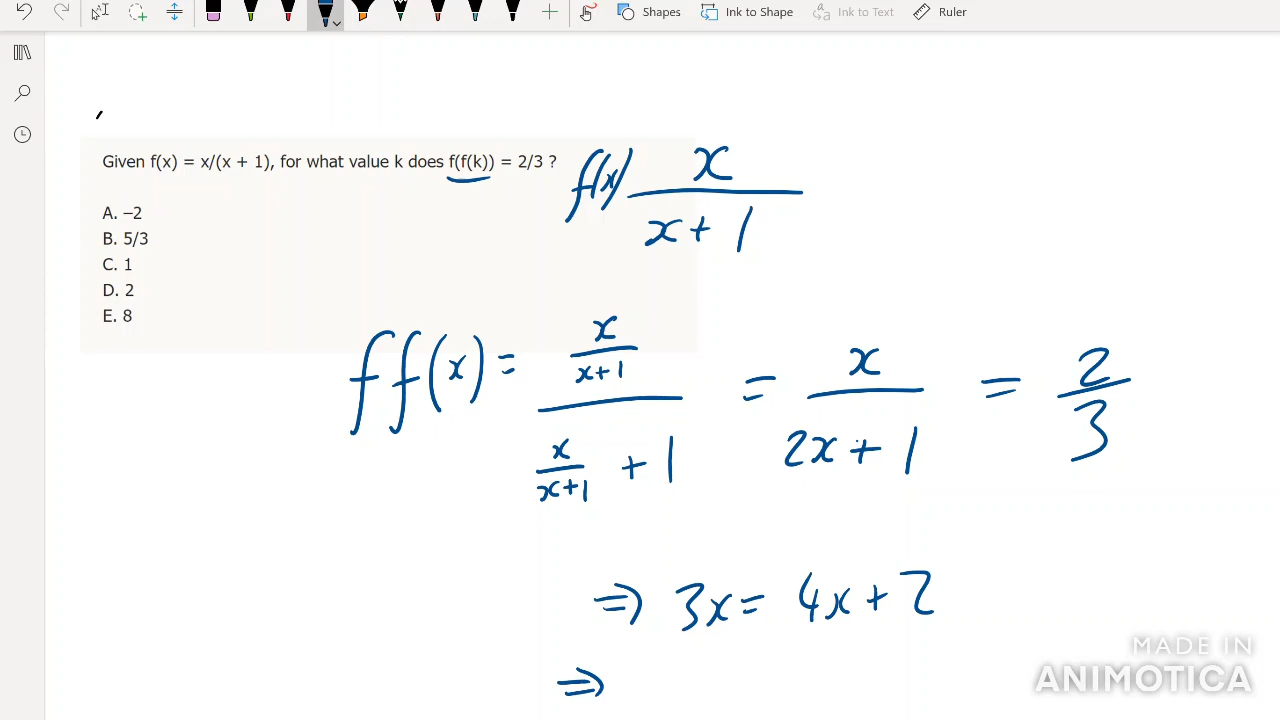 Shapes Ink to Shape Ink to Text Ruler
Given f(x) = x/(x + 1), for what value k does f(f(k)) = 2/3 ?
A. –2
B. 5/3
C. 1
D. 2
E. 8
f(x) x/(x+1)
ff(x) = (x/(x+1))/(x/(x+1) + 1) = x/(2x+1) = 2/3
⇒ 3x = 4x + 2
⇒
MADE IN
ANIMOTICA